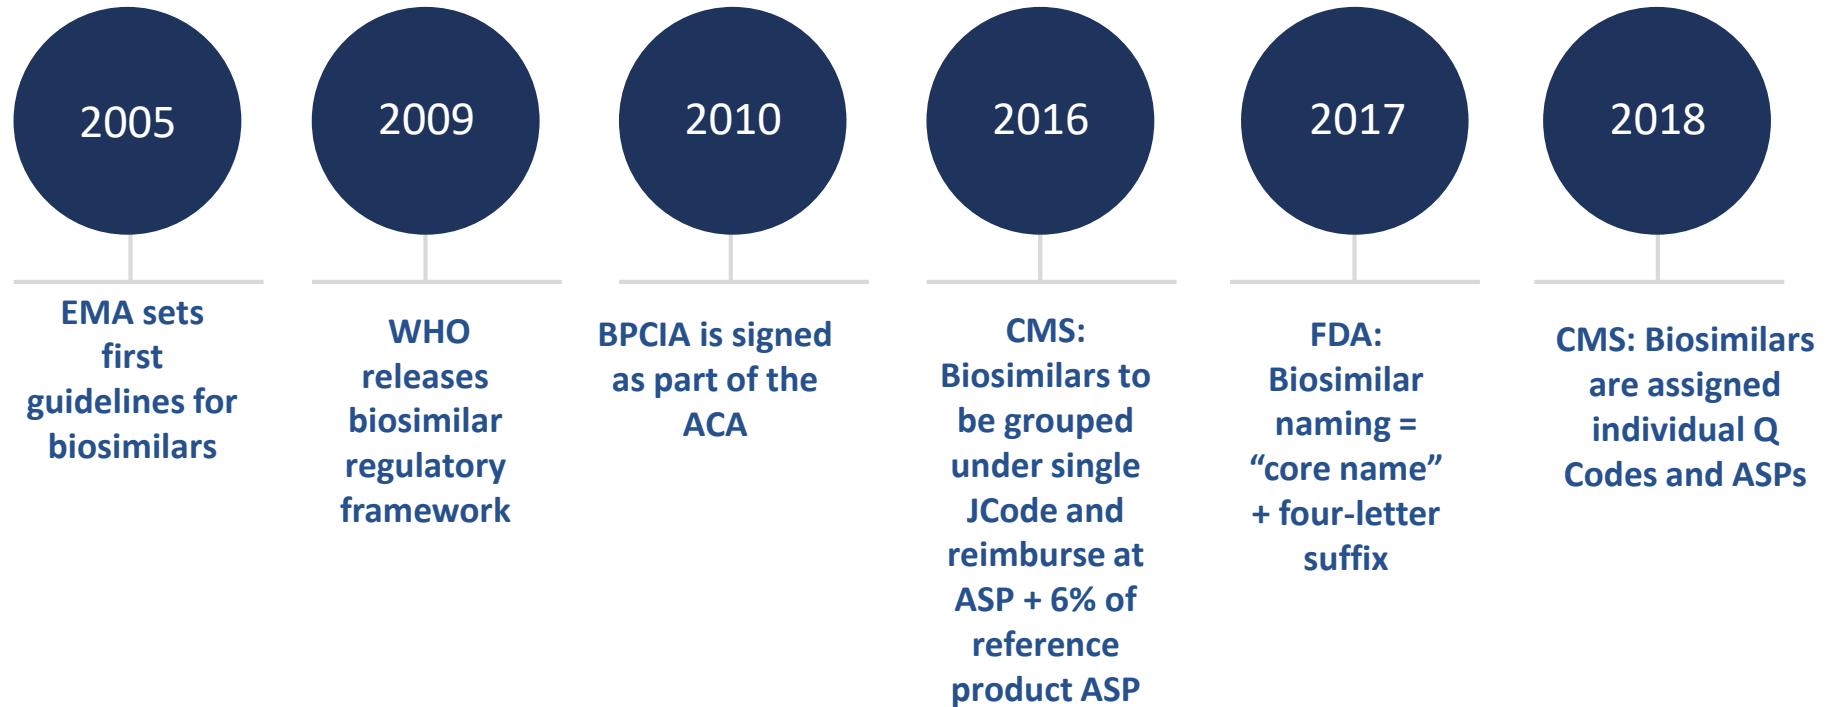 2005
EMA sets
first
guidelines for
biosimilars
2009
WHO
releases
biosimilar
regulatory
framework
2010
BPCIA is signed
as part of the
ACA
2016
CMS:
Biosimilars to
be grouped
under single
JCode and
reimburse at
ASP + 6% of
reference
product ASP
2017
FDA:
Biosimilar
naming =
“core name”
+ four-letter
suffix
2018
CMS: Biosimilars
are assigned
individual Q
Codes and ASPs